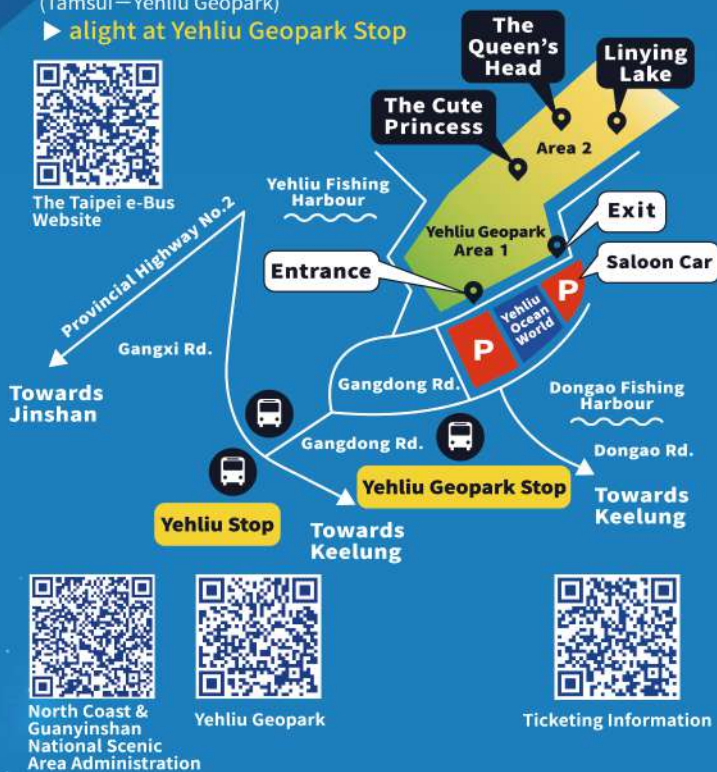 (Tamsui—Yehliu Geopark)
▶ alight at Yehliu Geopark Stop
The Taipei e-Bus
Website
The
Queen's
Head
Linying
Lake
The Cute
Princess
Area 2
Yehliu Fishing
Harbour
Yehliu Geopark
Area 1
Exit
Entrance
Saloon Car
P
Yehliu
Ocean
World
P
Provincial Highway No.2
Gangxi Rd.
Towards
Jinshan
Gangdong Rd.
Gangdong Rd.
Dongao Fishing
Harbour
Dongao Rd.
Yehliu Geopark Stop
Towards
Keelung
Yehliu Stop
Towards
Keelung
North Coast &
Guanyinshan
National Scenic
Area Administration
Yehliu Geopark
Ticketing Information